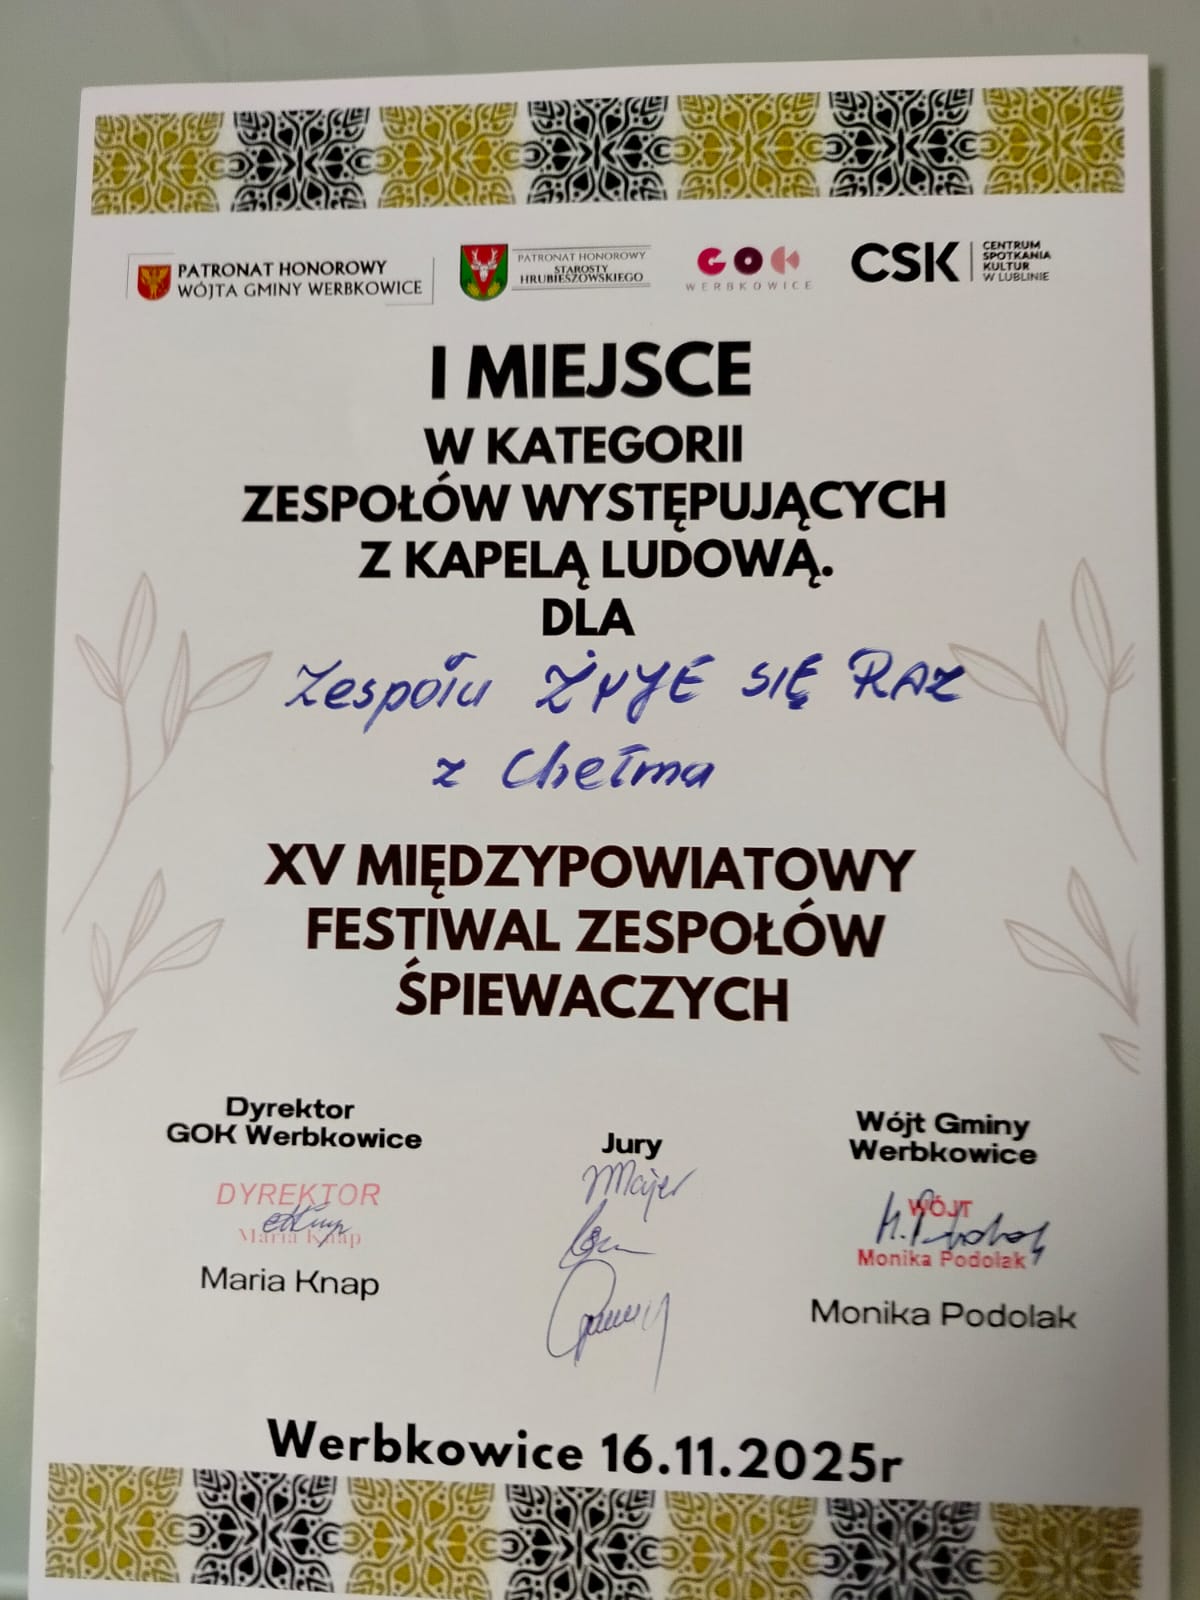 PATRONAT HONOROWY
WÓJTA GMINY WERBKOWICE
PATRONAT HONOROWY
STAROSTY
HRUBIESZOWSKIEGO
GOK
WERBKOWICE
CSK
CENTRUM
SPOTKANIA
KULTUR
W LUBLINIE
I MIEJSCE
W KATEGORII
ZESPOŁÓW WYSTĘPUJĄCYCH
Z KAPELĄ LUDOWĄ.
DLA
Zespołu ŻYJE SIĘ RAZ
z Chełma
XV MIĘDZYPOWIATOWY
FESTIWAL ZESPOŁÓW
ŚPIEWACZYCH
Dyrektor
GOK Werbkowice
DYREKTOR
Maria Knap
Maria Knap
Jury
Majer
Wójt Gminy
Werbkowice
WÓJT
Monika Podolak
Monika Podolak
Werbkowice 16.11.2025r